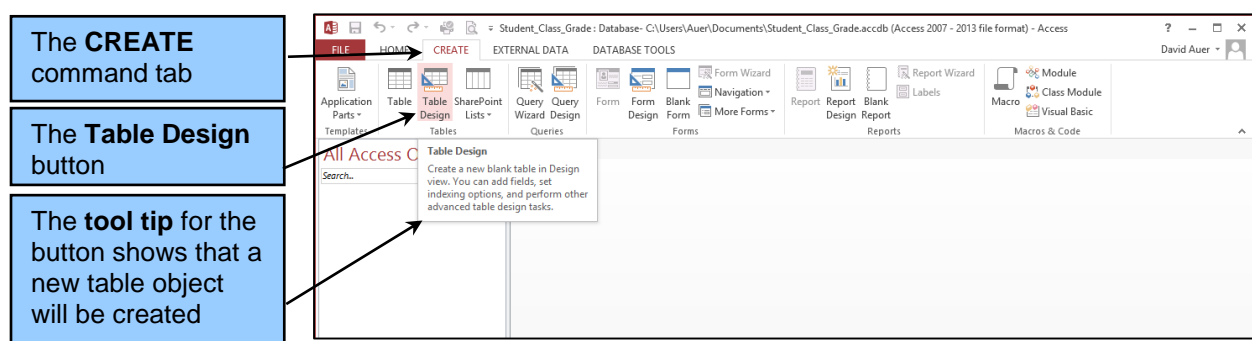 The CREATE
command tab
The Table Design
button
The tool tip for the
button shows that a
new table object
will be created
Student_Class_Grade : Database- C:\Users\Auer\Documents\Student_Class_Grade.accdb (Access 2007 - 2013 file format) - Access
?
FILE HOME CREATE EXTERNAL DATA DATABASE TOOLS
David Auer
Application
Parts
Table
Table
Design
SharePoint
Lists
Query
Wizard
Query
Design
Form
Form
Design
Blank
Form
Form Wizard
Navigation
More Forms
Report
Report
Design
Blank
Report
Report Wizard
Labels
Macro
Module
Class Module
Visual Basic
Templates Tables Queries Forms Reports Macros & Code
All Access O
Search...
Table Design
Create a new blank table in Design
view. You can add fields, set
indexing options, and perform other
advanced table design tasks.